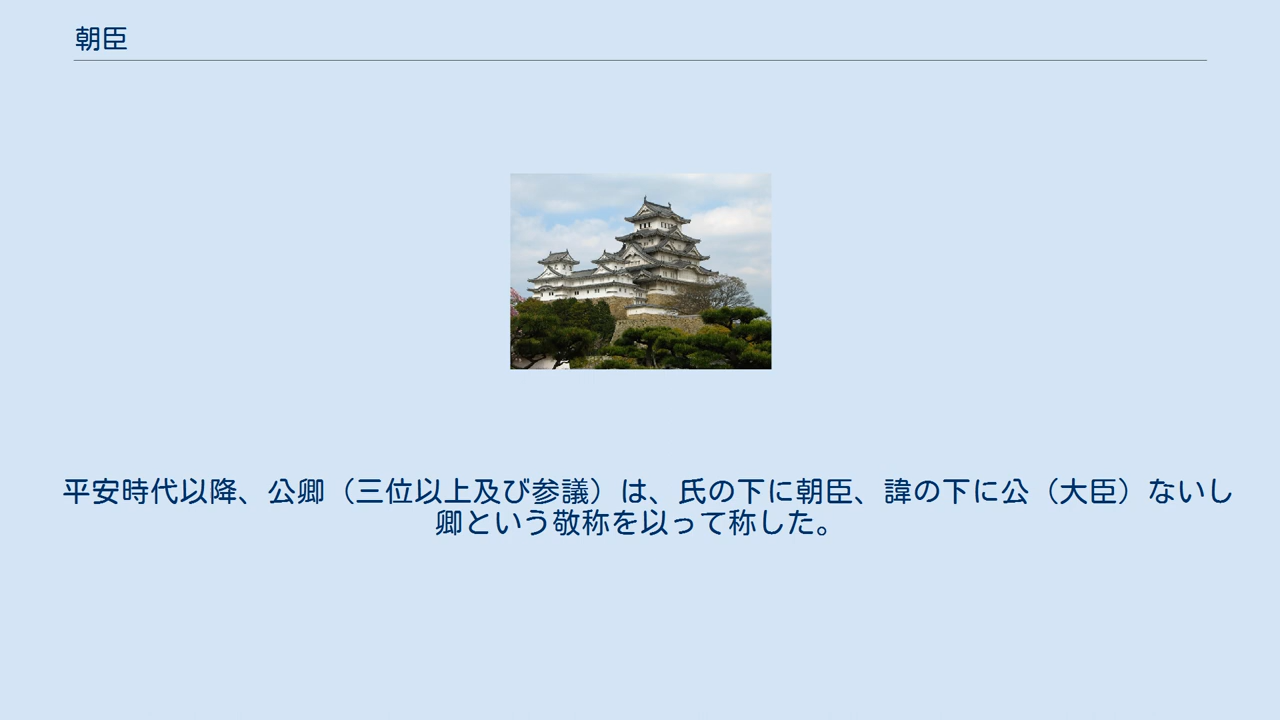 朝臣
平安時代以降、公卿（三位以上及び参議）は、氏の下に朝臣、諱の下に公（大臣）ないし
卿という敬称を以って称した。